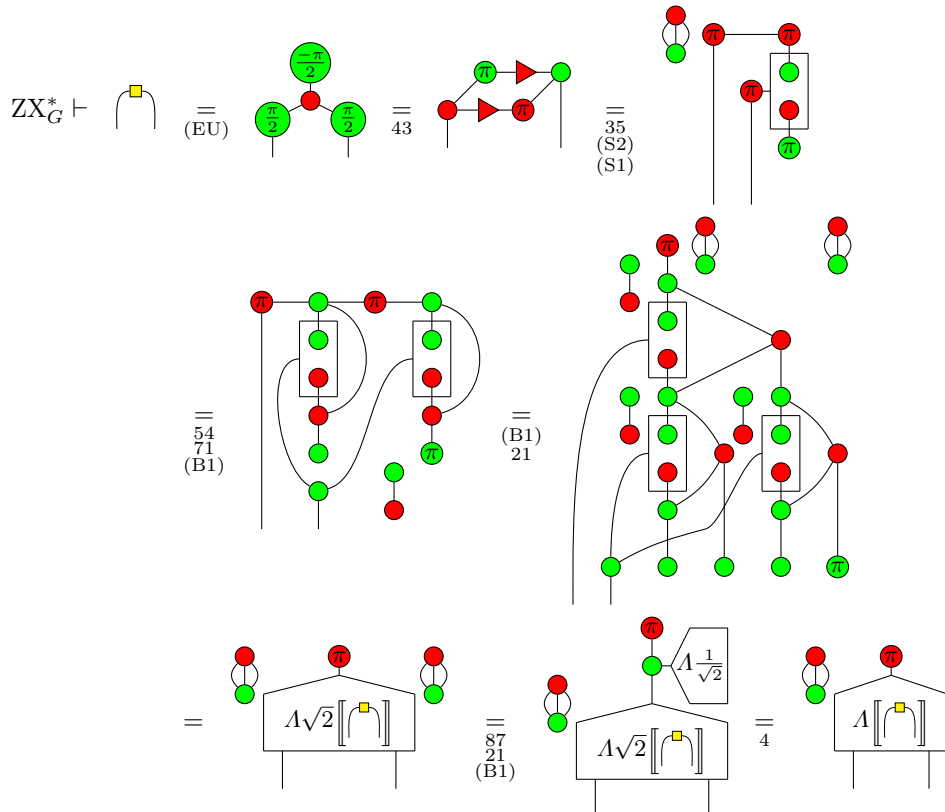 ZX*_G ⊢ = (EU) −π/2 π/2 π/2 = 43 π π = 35 (S2) (S1) π π π π
= 54 71 (B1) π π π = (B1) 21 π π
= π Λ√2⟦ ⟧ = 87 21 (B1) π Λ 1/√2 Λ√2⟦ ⟧ = 4 π Λ⟦ ⟧